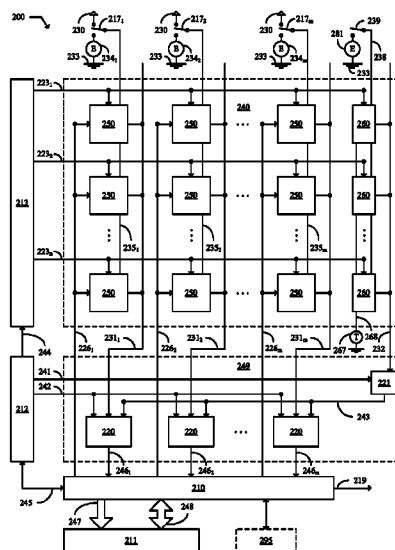 200
230 217₁ 230 217₂ 230 217ₘ 281 239
E E E E
233 234₁ 233 234₂ 233 234ₘ 233 238
223₁ 240
250 250 ... 250 260
223₂
250 250 ... 250 260
235₁ 235₂ 235ₘ
223ₙ
250 250 ... 250 260
213
244 226₁ 231₁ 226₂ 231₂ 226ₘ 231ₘ T 267 268 232
241 249
242 221
212 243
220 220 ... 220
246₁ 246₂ 246ₘ
245 210 219
247 248
211 295